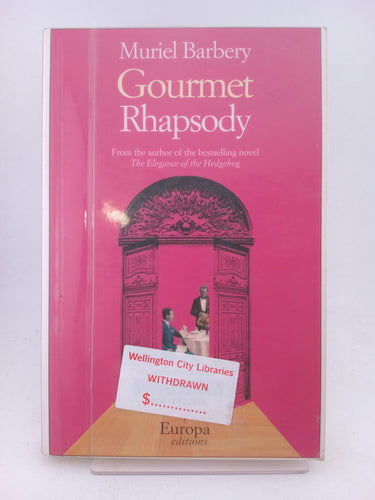 Muriel Barbery
Gourmet
Rhapsody
From the author of the bestselling novel
The Elegance of the Hedgehog
Wellington City Libraries
WITHDRAWN
$.............
Europa
editions